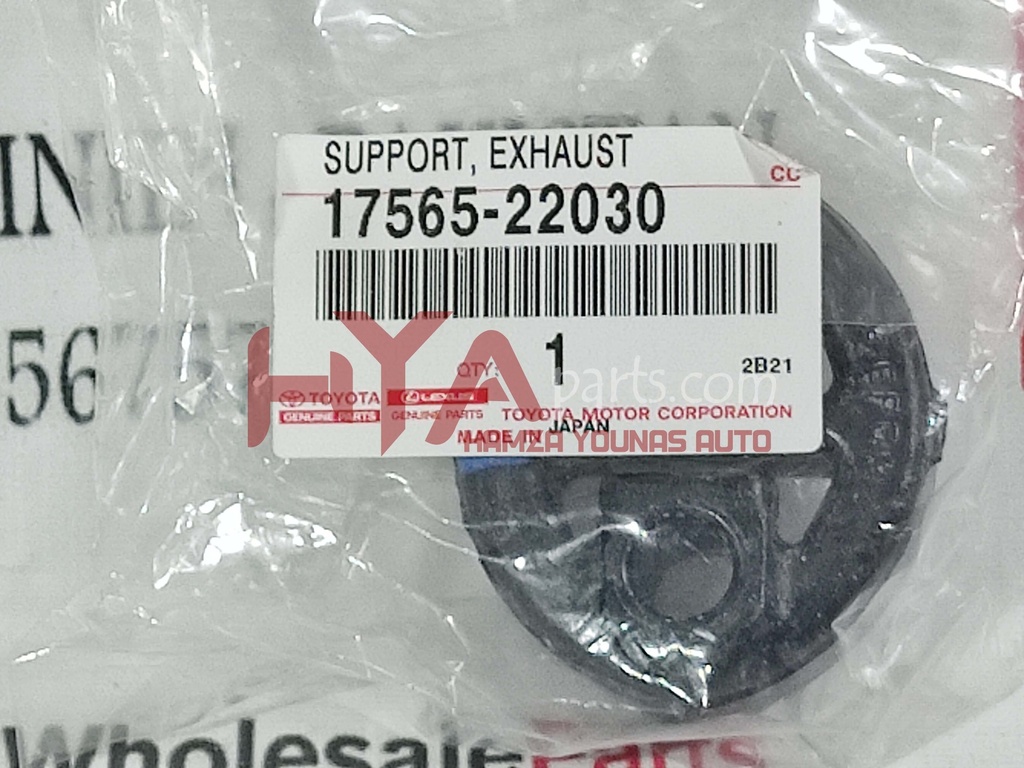 SUPPORT, EXHAUST
17565-22030
QTY: 1
2B21
TOYOTA
GENUINE PARTS
LEXUS
GENUINE PARTS
TOYOTA MOTOR CORPORATION
MADE IN JAPAN
HYA parts.com
HAMZA YOUNAS AUTO
WholesaleParts